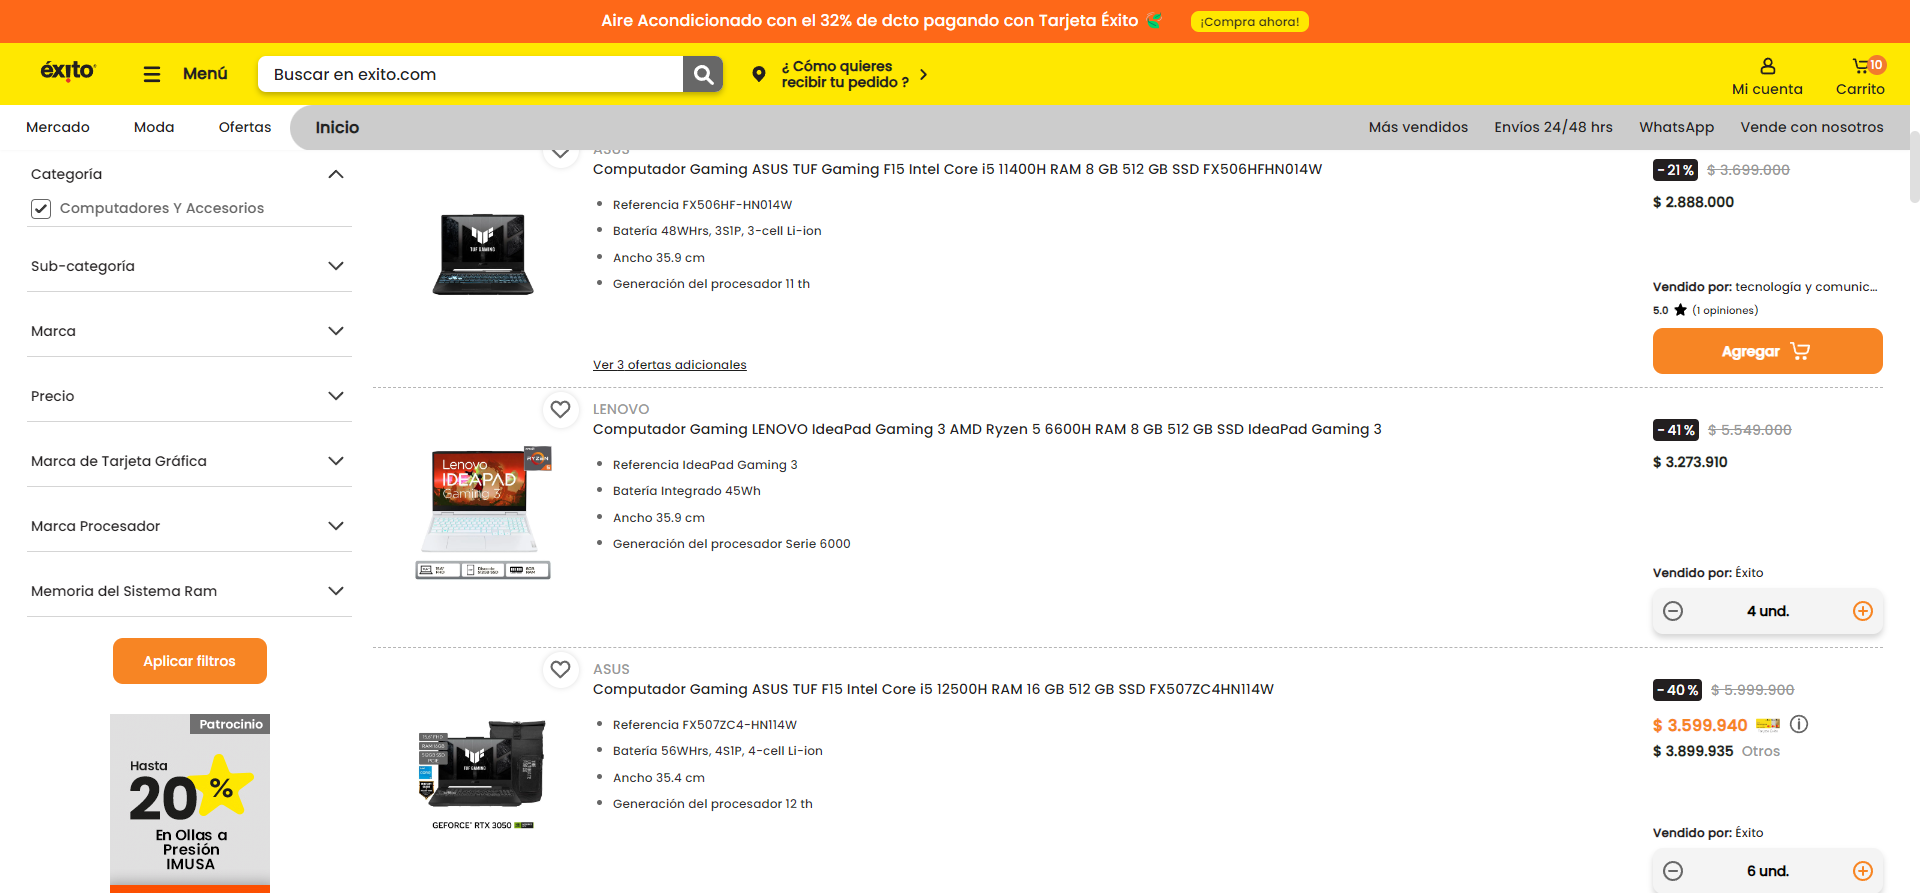 Aire Acondicionado con el 32% de dcto pagando con Tarjeta Éxito
¡Compra ahora!
éxito
Menú
Buscar en exito.com
¿ Cómo quieres
recibir tu pedido ?
Mi cuenta
10
Carrito
Mercado
Moda
Ofertas
Inicio
Más vendidos
Envíos 24/48 hrs
WhatsApp
Vende con nosotros
Categoría
Computadores Y Accesorios
Sub-categoría
Marca
Precio
Marca de Tarjeta Gráfica
Marca Procesador
Memoria del Sistema Ram
Aplicar filtros
Patrocinio
Hasta
20 %
En Ollas a
Presión
IMUSA
ASUS
Computador Gaming ASUS TUF Gaming F15 Intel Core i5 11400H RAM 8 GB 512 GB SSD FX506HFHN014W
TUF GAMING
Referencia FX506HF-HN014W
Batería 48WHrs, 3S1P, 3-cell Li-ion
Ancho 35.9 cm
Generación del procesador 11 th
Ver 3 ofertas adicionales
- 21 % $ 3.699.000
$ 2.888.000
Vendido por: tecnología y comunic...
5.0 (1 opiniones)
Agregar
LENOVO
Computador Gaming LENOVO IdeaPad Gaming 3 AMD Ryzen 5 6600H RAM 8 GB 512 GB SSD IdeaPad Gaming 3
Lenovo
IDEAPAD
Gaming 3
RYZEN
Referencia IdeaPad Gaming 3
Batería Integrado 45Wh
Ancho 35.9 cm
Generación del procesador Serie 6000
- 41 % $ 5.549.000
$ 3.273.910
Vendido por: Éxito
4 und.
ASUS
Computador Gaming ASUS TUF F15 Intel Core i5 12500H RAM 16 GB 512 GB SSD FX507ZC4HN114W
TUF GAMING
GEFORCE RTX 3050
Referencia FX507ZC4-HN114W
Batería 56WHrs, 4S1P, 4-cell Li-ion
Ancho 35.4 cm
Generación del procesador 12 th
- 40 % $ 5.999.900
$ 3.599.940
$ 3.899.935 Otros
Vendido por: Éxito
6 und.